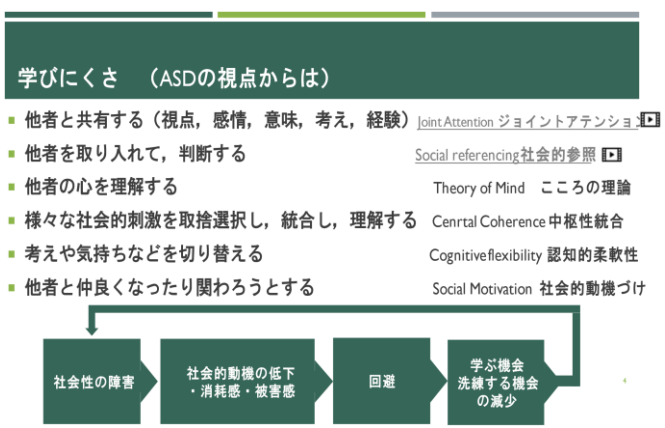 学びにくさ （ASDの視点からは）
他者と共有する（視点，感情，意味，考え，経験） Joint Attention ジョイントアテンション
他者を取り入れて，判断する Social referencing社会的参照
他者の心を理解する Theory of Mind こころの理論
様々な社会的刺激を取捨選択し，統合し，理解する Cenrtal Coherence 中枢性統合
考えや気持ちなどを切り替える Cognitive flexibility 認知的柔軟性
他者と仲良くなったり関わろうとする Social Motivation 社会的動機づけ
社会性の障害
社会的動機の低下
・消耗感・被害感
回避
学ぶ機会
洗練する機会
の減少